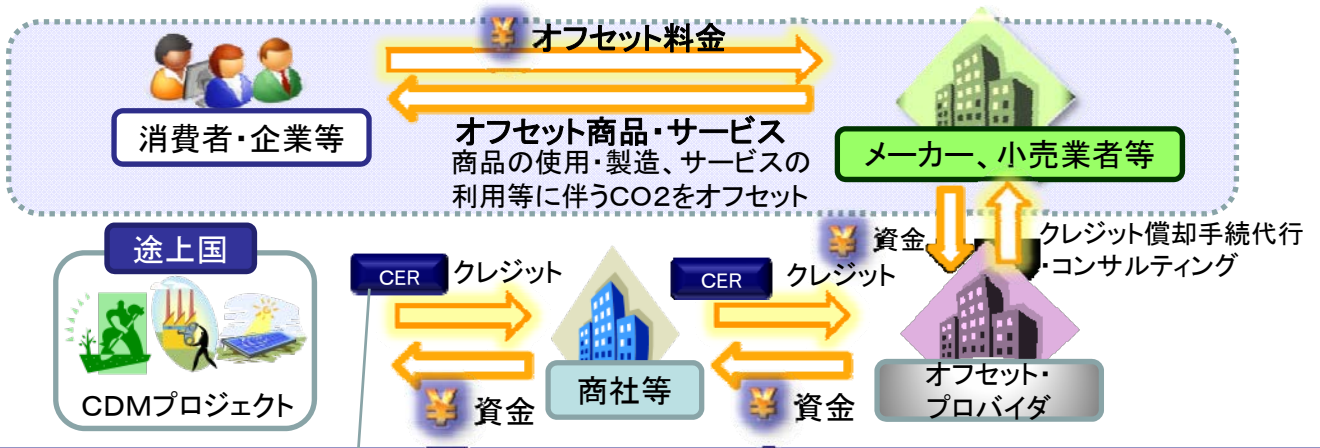 ¥ オフセット料金
消費者・企業等
オフセット商品・サービス
商品の使用・製造、サービスの
利用等に伴うCO2をオフセット
メーカー、小売業者等
途上国
CDMプロジェクト
CER クレジット
¥ 資金
商社等
CER クレジット
¥ 資金
¥ 資金
クレジット償却手続代行
・コンサルティング
オフセット・
プロバイダ